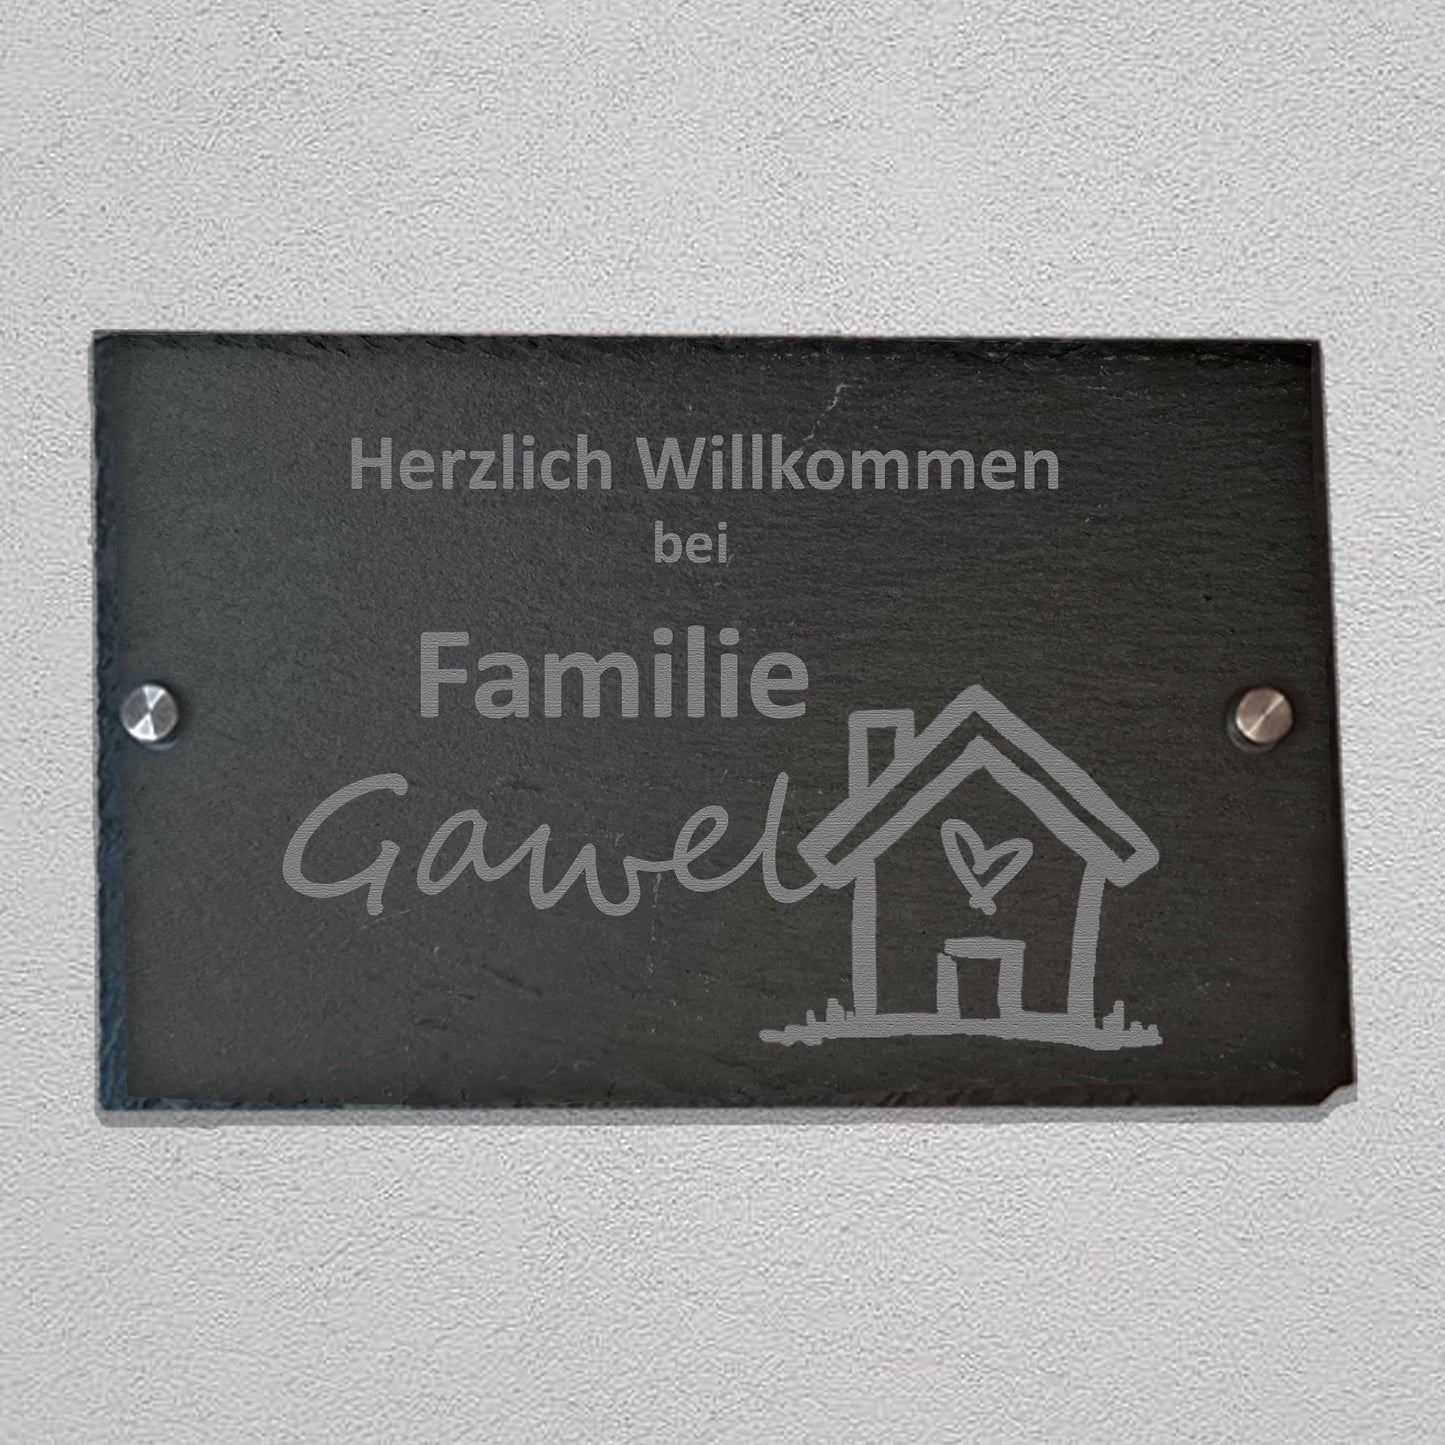 Herzlich Willkommen
bei
Familie
Gawel